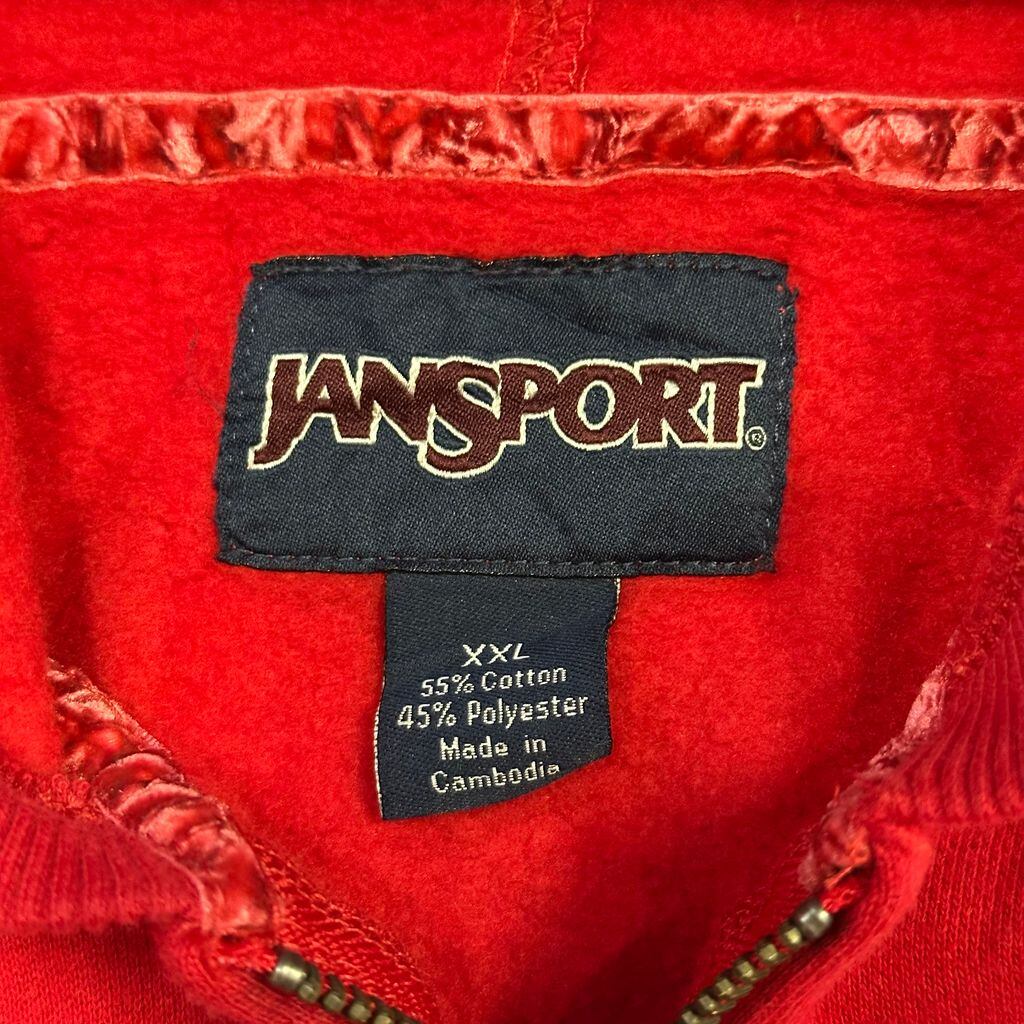 JANSPORT®
XXL
55% Cotton
45% Polyester
Made in
Cambodia